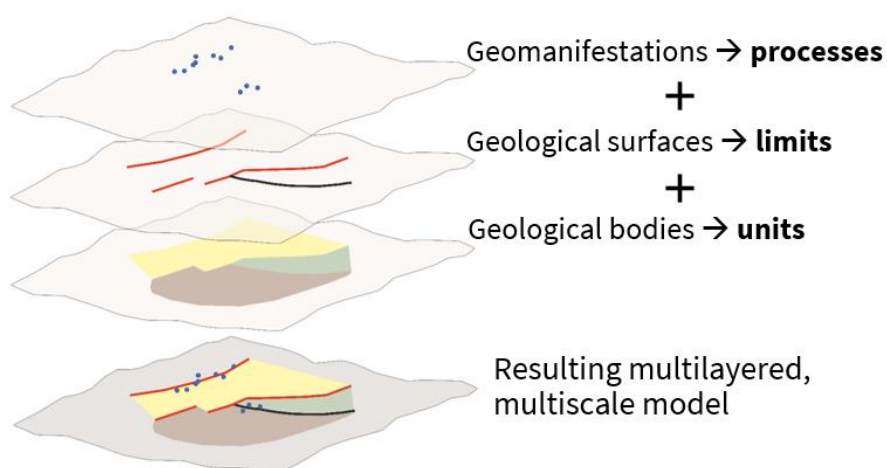 Geomanifestations → processes
+
Geological surfaces → limits
+
Geological bodies → units
Resulting multilayered,
multiscale model